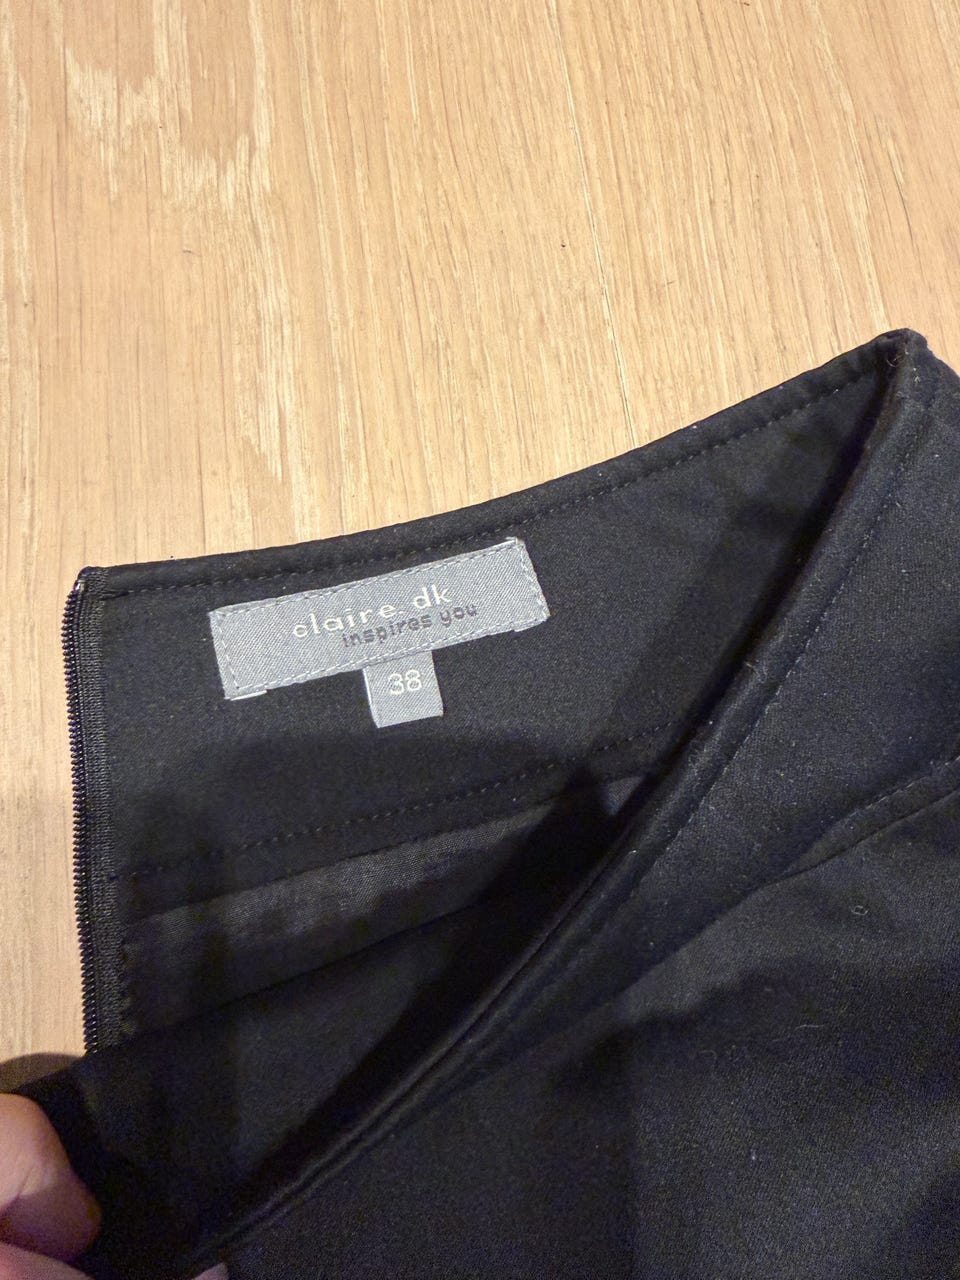 claire.dk
inspires you
38